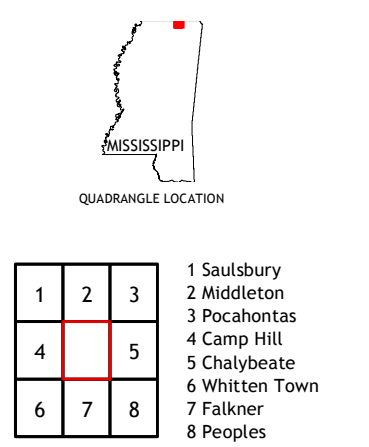 MISSISSIPPI
QUADRANGLE LOCATION
1 2 3
4 5
6 7 8
1 Saulsbury
2 Middleton
3 Pocahontas
4 Camp Hill
5 Chalybeate
6 Whitten Town
7 Falkner
8 Peoples